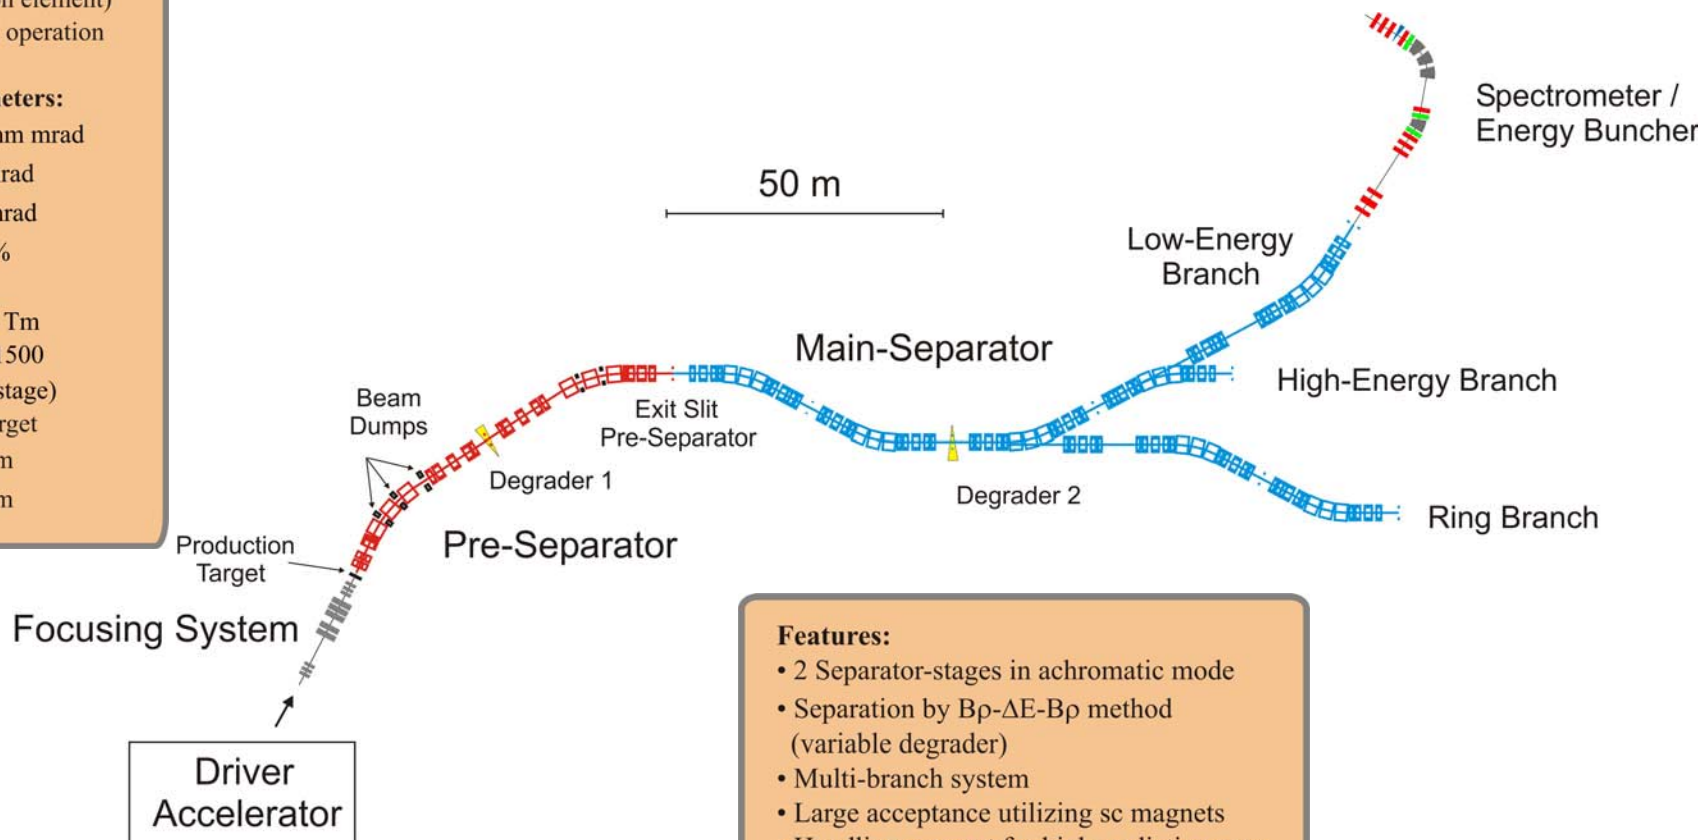 operation
eters:
mrad
rad
%
Tm
1500
stage)
50 m
Spectrometer /
Energy Buncher
Low-Energy
Branch
Main-Separator
High-Energy Branch
Beam
Dumps
Exit Slit
Pre-Separator
Degrader 1
Degrader 2
Ring Branch
Production
Target
Pre-Separator
Focusing System
Driver
Accelerator
Features:
• 2 Separator-stages in achromatic mode
• Separation by Bρ-ΔE-Bρ method
(variable degrader)
• Multi-branch system
• Large acceptance utilizing sc magnets